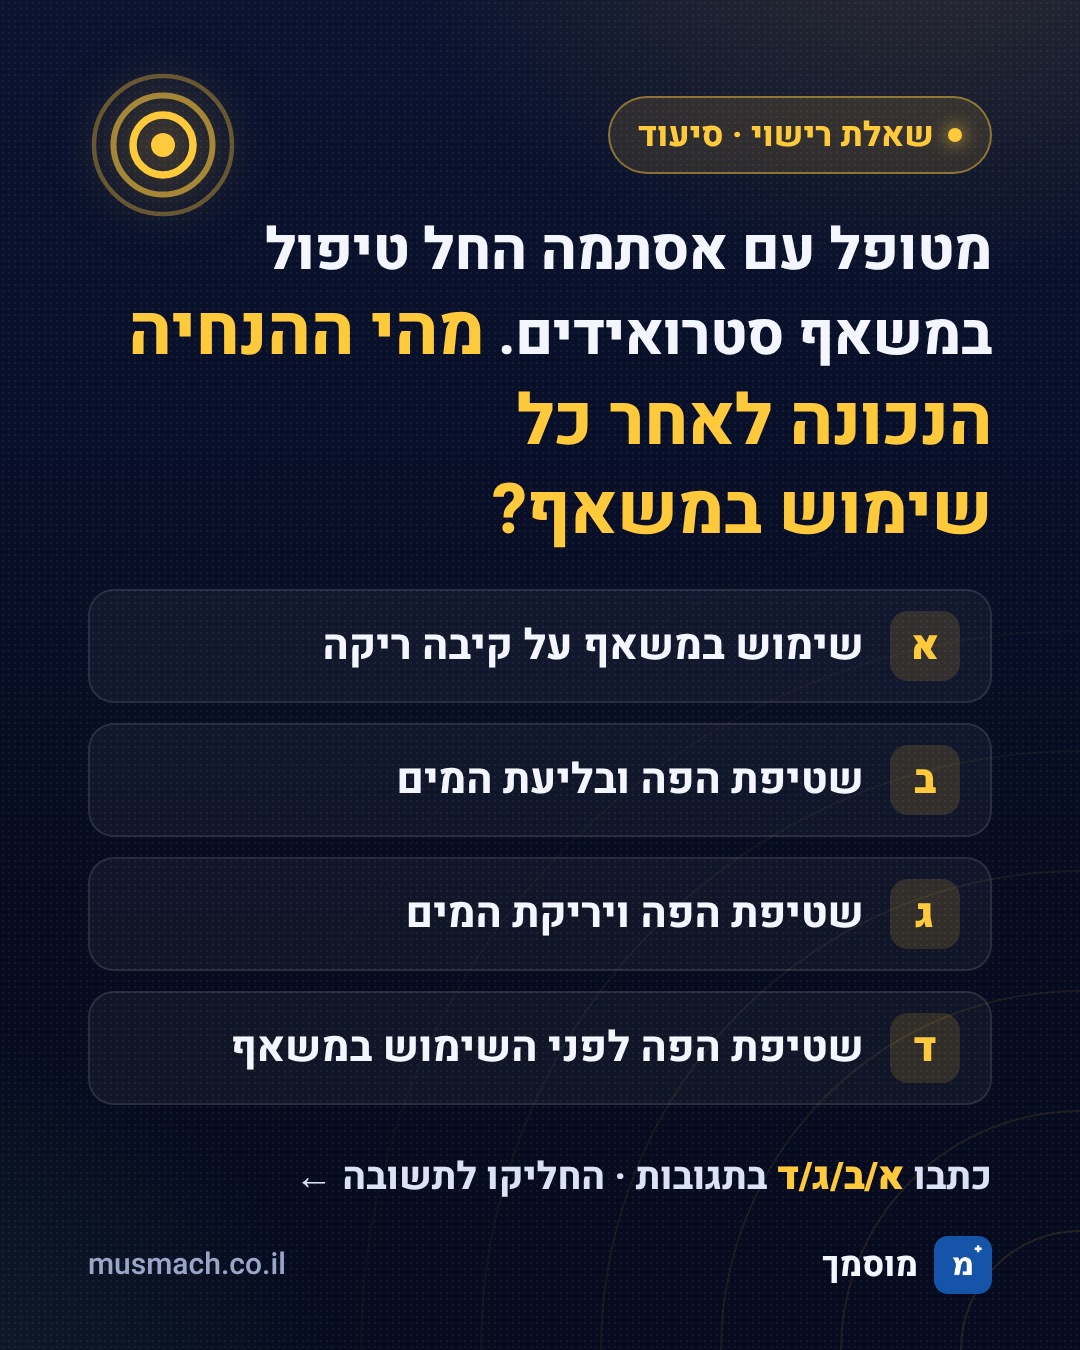 שאלת רישוי · סיעוד
מטופל עם אסתמה החל טיפול
במשאף סטרואידים. מהי ההנחיה
הנכונה לאחר כל
שימוש במשאף?
א שימוש במשאף על קיבה ריקה
ב שטיפת הפה ובליעת המים
ג שטיפת הפה ויריקת המים
ד שטיפת הפה לפני השימוש במשאף
כתבו א/ב/ג/ד בתגובות · החליקו לתשובה ←
מ+ מוסמך
musmach.co.il